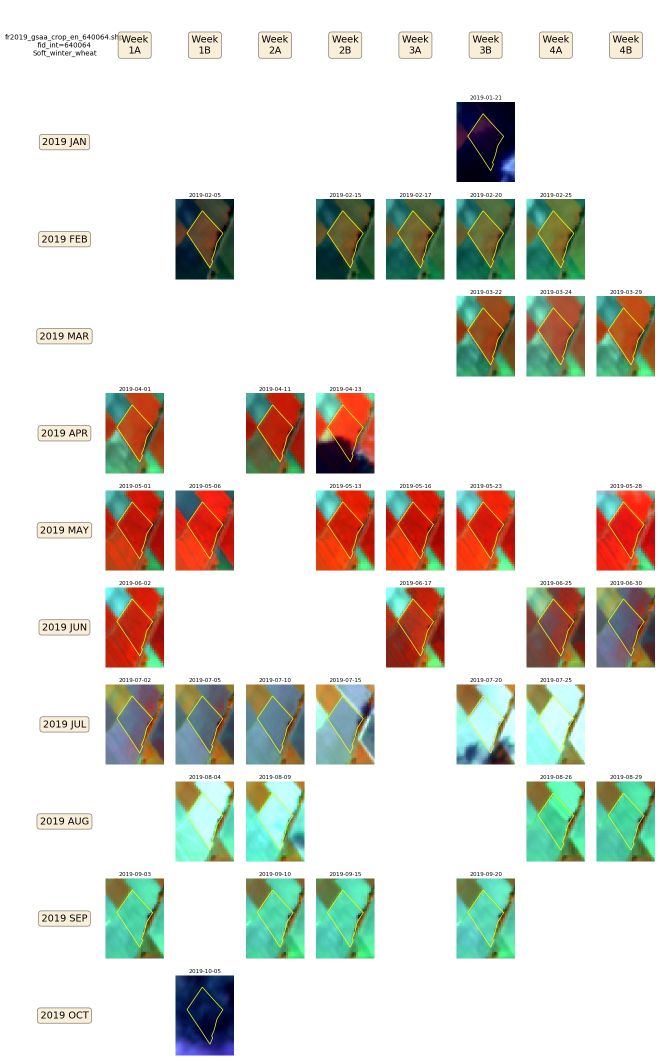 fr2019_gsaa_crop_en_640064.sh
fid_int=640064
Soft_winter_wheat
Week 1A
Week 1B
Week 2A
Week 2B
Week 3A
Week 3B
Week 4A
Week 4B
2019-01-21
2019 JAN
2019-02-05
2019-02-15
2019-02-17
2019-02-20
2019-02-25
2019 FEB
2019-03-22
2019-03-24
2019-03-29
2019 MAR
2019-04-01
2019-04-11
2019-04-13
2019 APR
2019-05-01
2019-05-06
2019-05-13
2019-05-16
2019-05-23
2019-05-28
2019 MAY
2019-06-02
2019-06-17
2019-06-25
2019-06-30
2019 JUN
2019-07-02
2019-07-05
2019-07-10
2019-07-15
2019-07-20
2019-07-25
2019 JUL
2019-08-04
2019-08-09
2019-08-26
2019-08-29
2019 AUG
2019-09-03
2019-09-10
2019-09-15
2019-09-20
2019 SEP
2019-10-05
2019 OCT